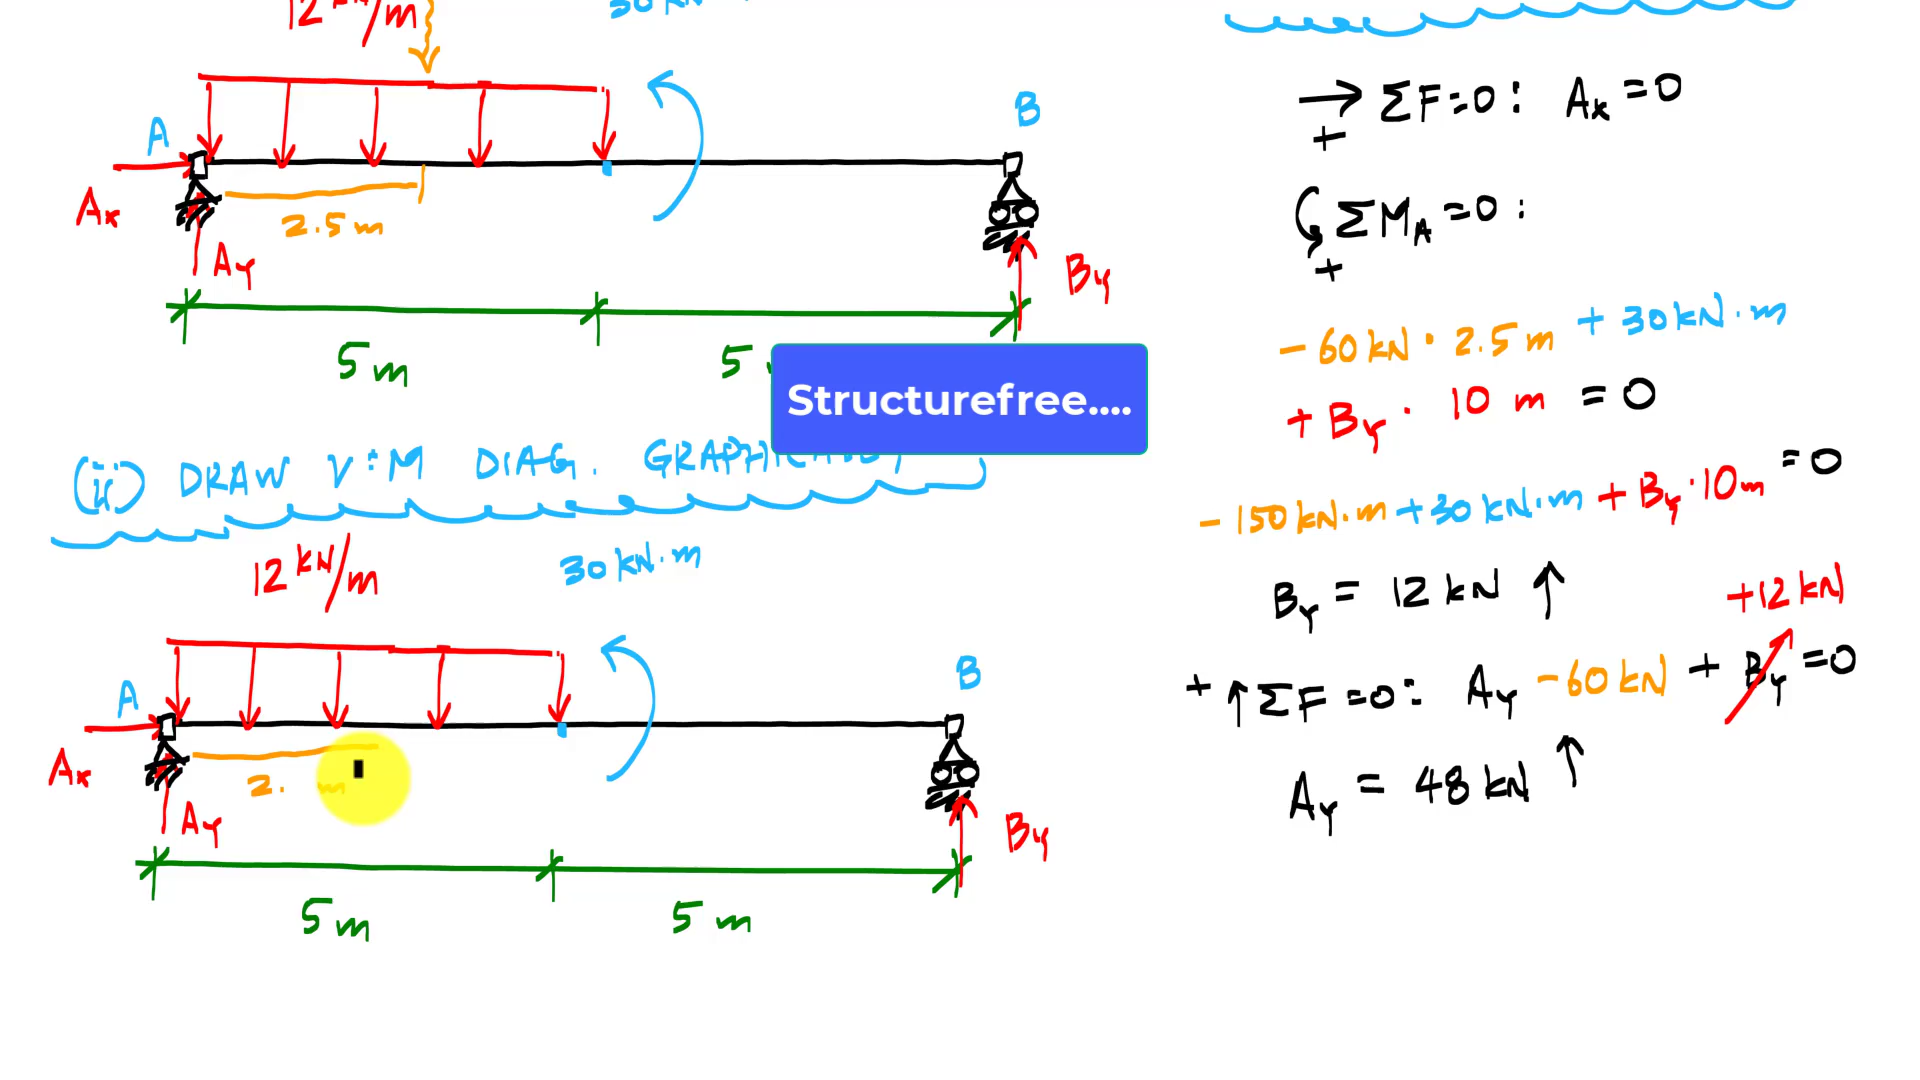 12 kN/m
30 kN
A
B
Ax
Ay
2.5 m
By
5 m
5
Structurefree....
(ii) DRAW V & M DIAG.
12 kN/m
30 kN·m
A
B
Ax
Ay
2. m
By
5 m
5 m
→+ ΣF=0: Ax=0
ΣMA=0:
+
- 60 kN · 2.5 m + 30 kN·m
+ By · 10 m = 0
- 150 kN·m + 30 kN·m + By·10m = 0
By = 12 kN ↑
+12 kN
+↑ΣF=0: Ay -60 kN + By =0
Ay = 48 kN ↑